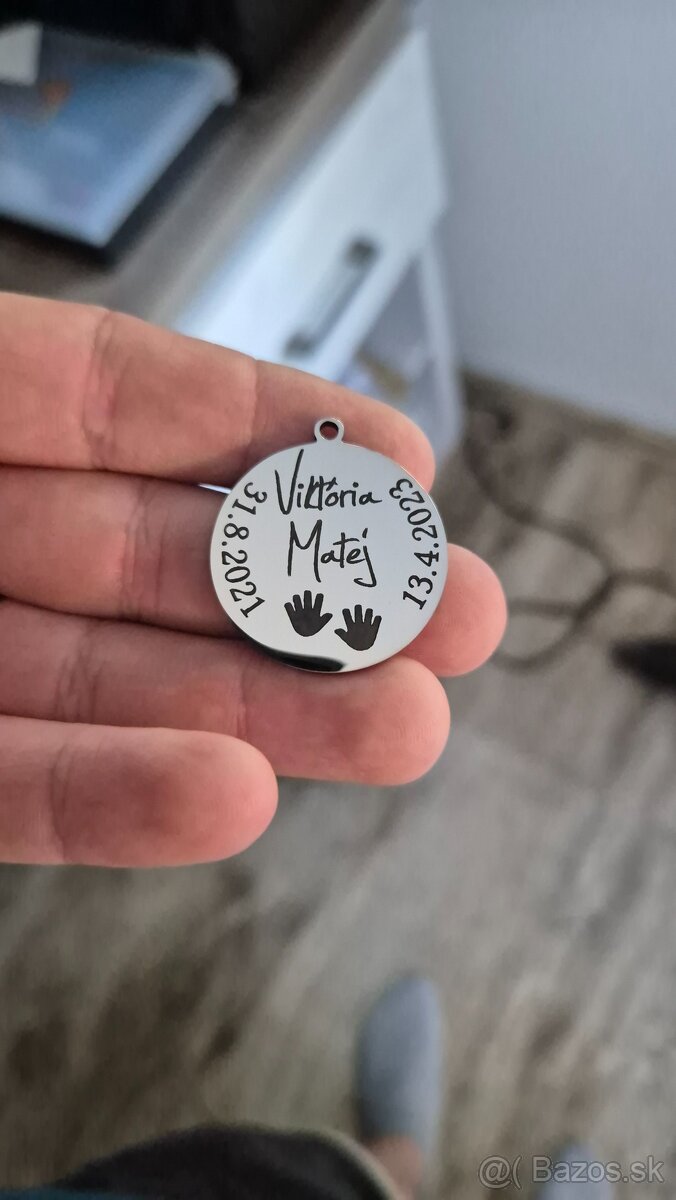 Viktória
Matej
31.8.2021
13.4.2023
@( Bazos.sk